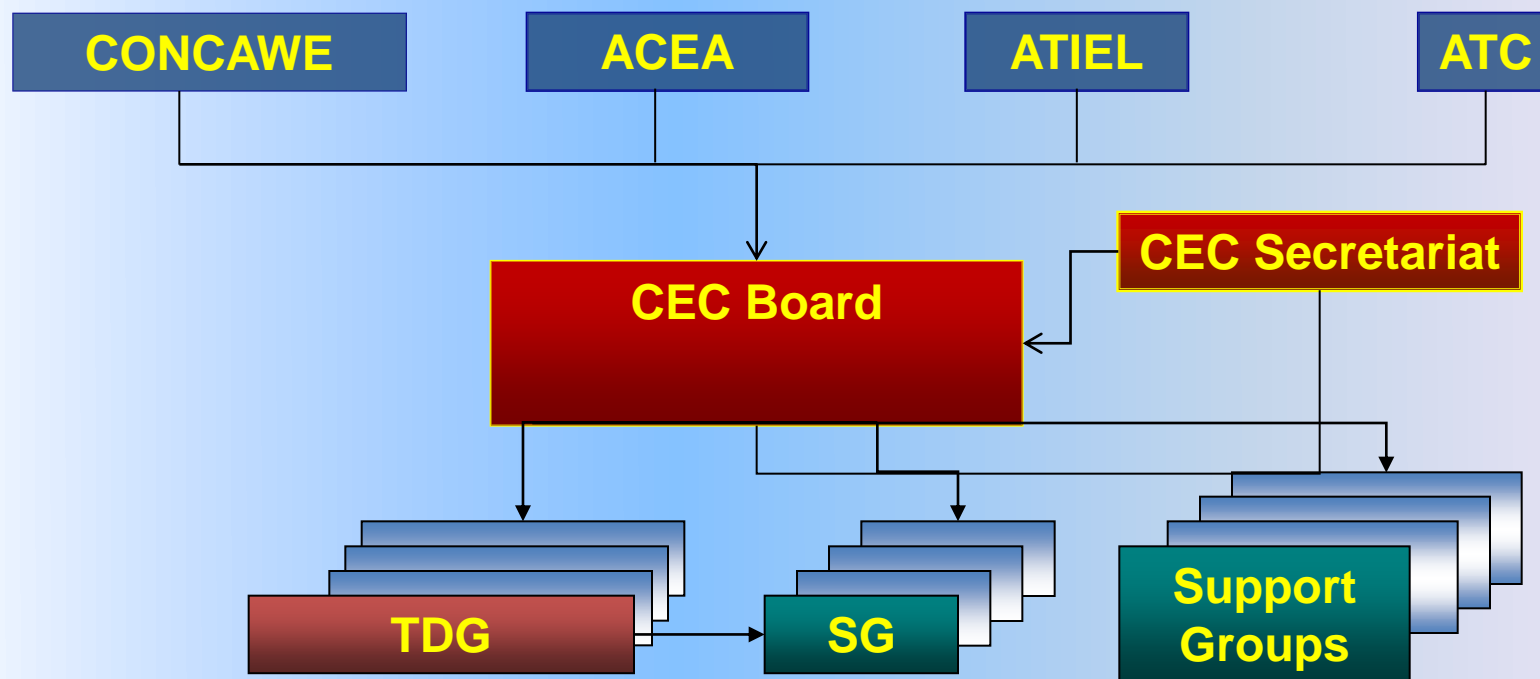 CONCAWE
ACEA
ATIEL
ATC
CEC Secretariat
CEC Board
TDG
SG
Support
Groups